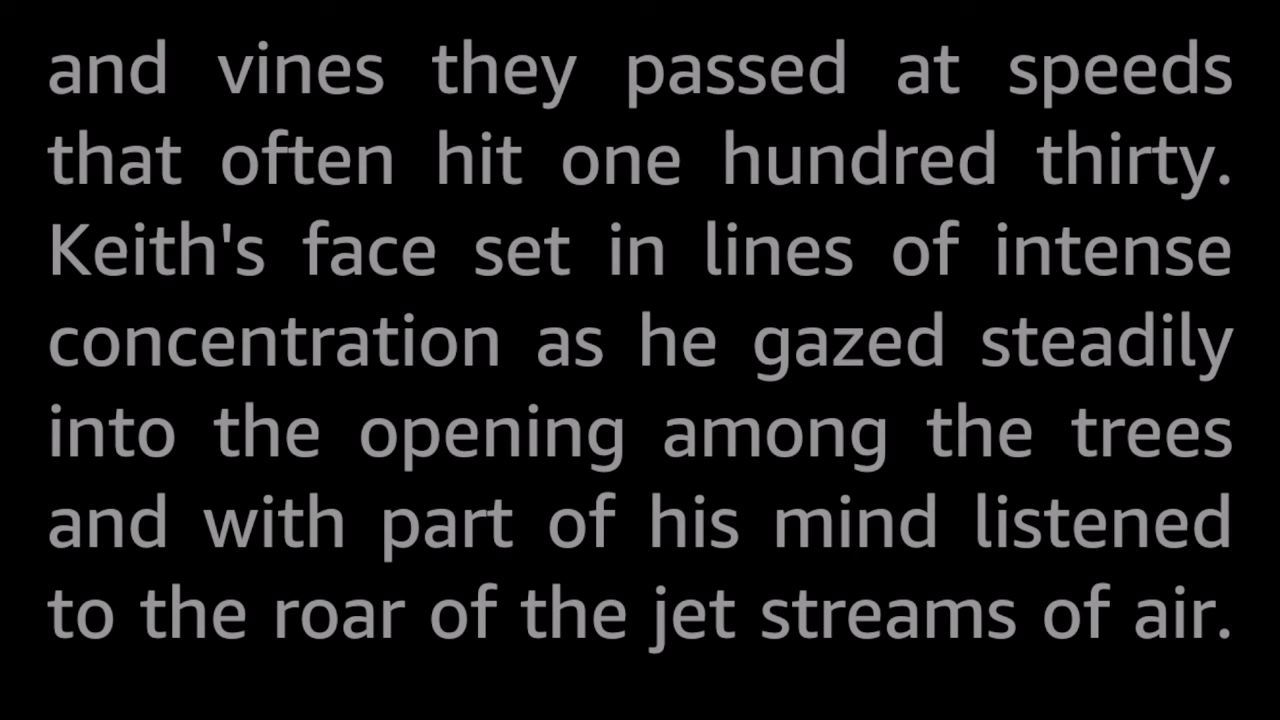 and vines they passed at speeds
that often hit one hundred thirty.
Keith's face set in lines of intense
concentration as he gazed steadily
into the opening among the trees
and with part of his mind listened
to the roar of the jet streams of air.